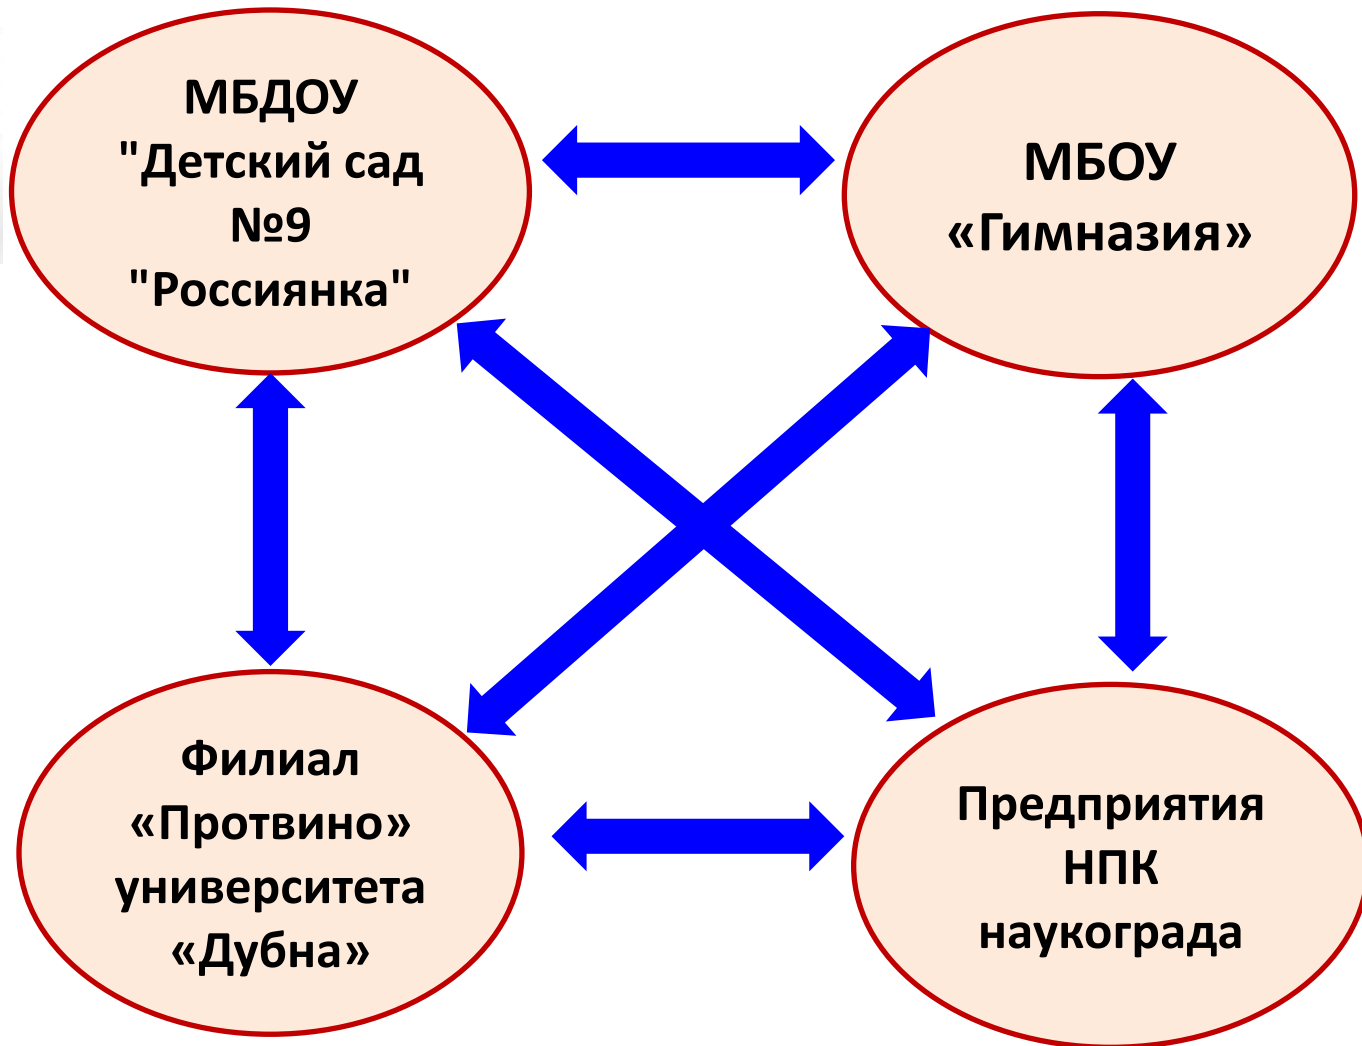 МБДОУ
"Детский сад
№9
"Россиянка"
МБОУ
«Гимназия»
Филиал
«Протвино»
университета
«Дубна»
Предприятия
НПК
наукограда